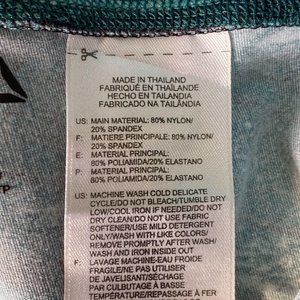 MADE IN THAILAND
FABRIQUÉ EN THAÏLANDE
HECHO EN TAILANDIA
FABRICADO NA TAILÂNDIA
US: MAIN MATERIAL: 80% NYLON/
20% SPANDEX
F: MATIERE PRINCIPALE: 80% NYLON/
20% SPANDEX
E: MATERIAL PRINCIPAL:
80% POLIAMIDA/20% ELASTANO
P: MATERIAL PRINCIPAL:
80% POLIAMIDA/20% ELASTANO
US: MACHINE WASH COLD DELICATE
CYCLE/DO NOT BLEACH/TUMBLE DRY
LOW/COOL IRON IF NEEDED/DO NOT
DRY CLEAN/DO NOT USE FABRIC
SOFTENER/USE MILD DETERGENT
ONLY/WASH WITH LIKE COLORS/
REMOVE PROMPTLY AFTER WASH/
WASH AND IRON INSIDE OUT
F: LAVAGE MACHINE-EAU FROIDE
FRAGILE/NE PAS UTILISER
DE JAVELISANT/SÉCHAGE
PAR CULBUTAGE À BASSE
TEMPÉRATURE/REPASSAGE À FER